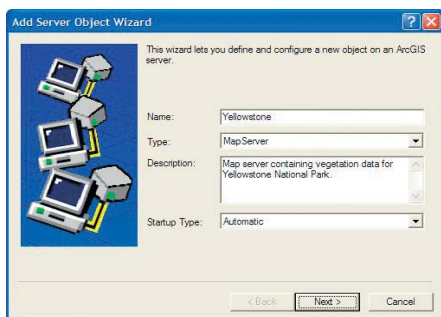 Add Server Object Wizard
This wizard lets you define and configure a new object on an ArcGIS
server.
Name: Yellowstone
Type: MapServer
Description: Map server containing vegetation data for
Yellowstone National Park.
Startup Type: Automatic
< Back Next > Cancel